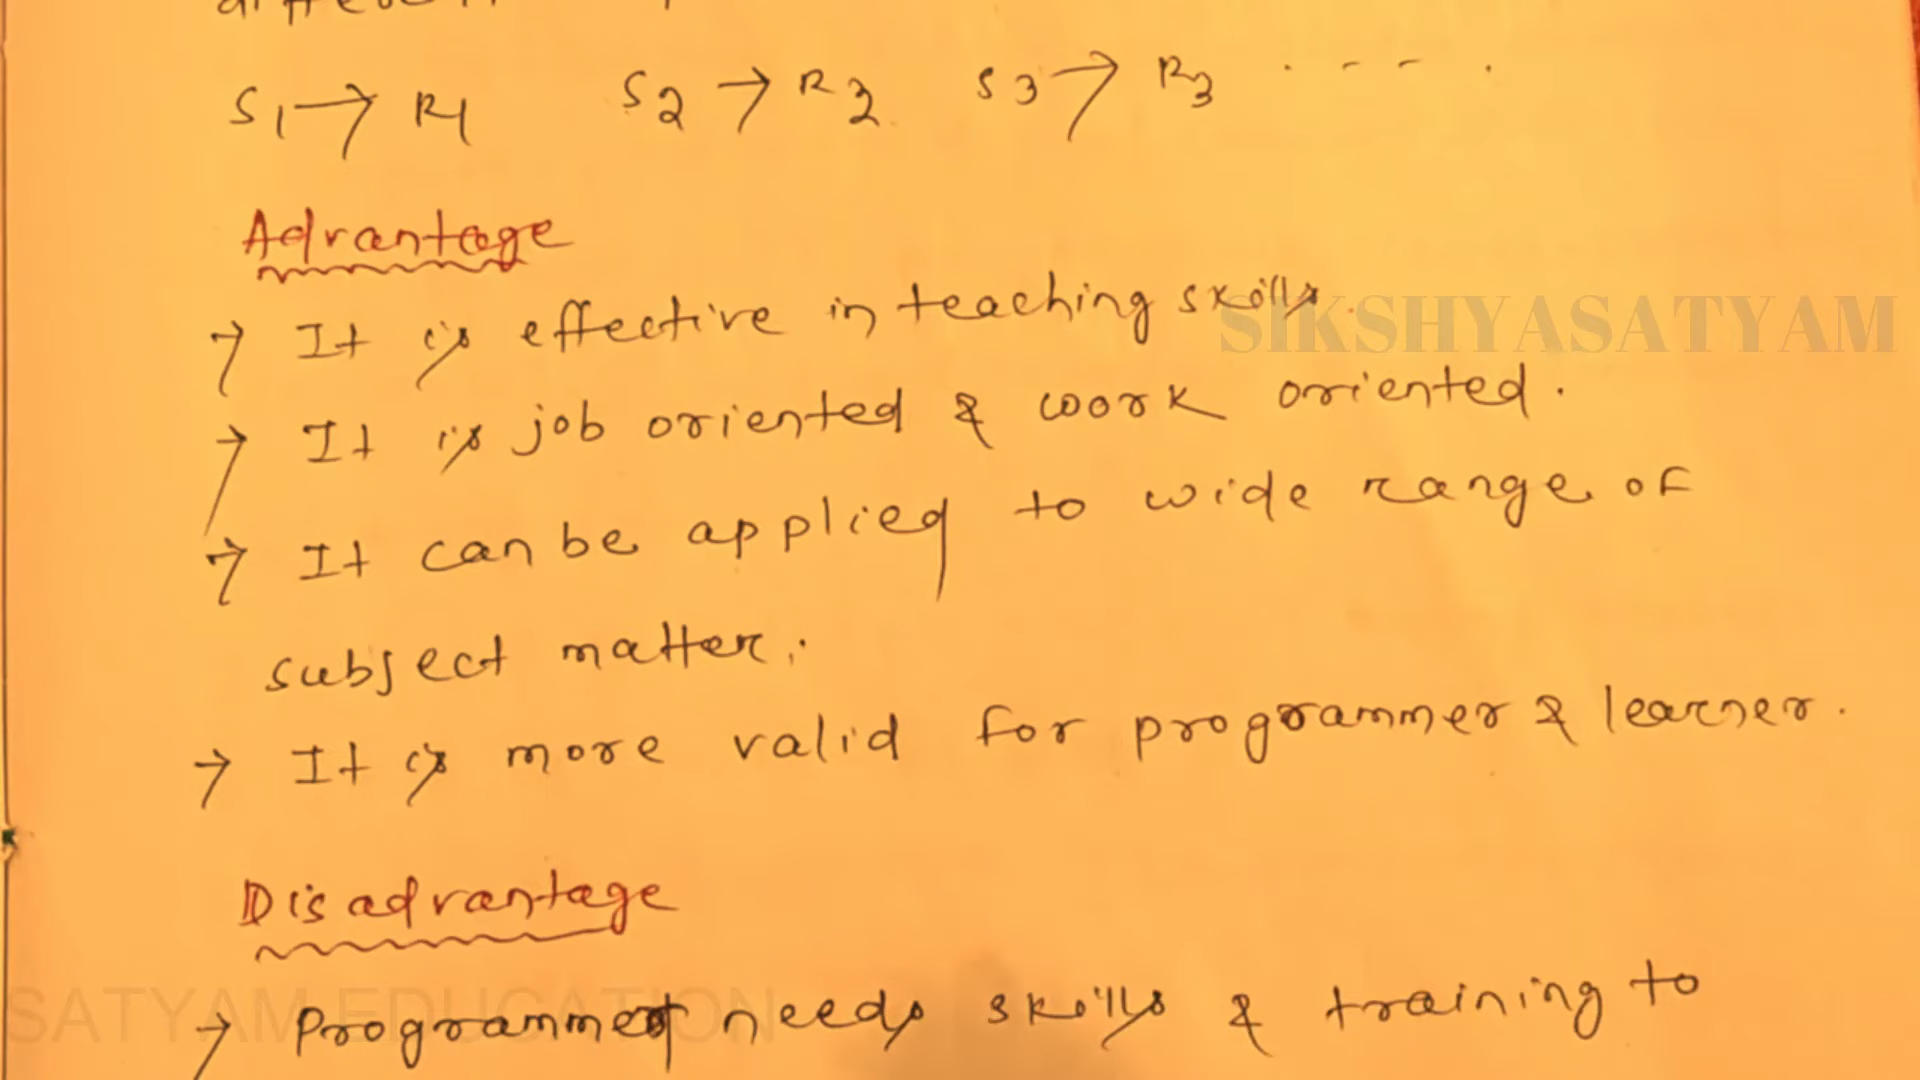 different
S1 → R1 S2 → R2 S3 → R3 . - - .
Advantage
→ It is effective in teaching skills.
SIKSHYASATYAM
→ It is job oriented & work oriented.
→ It can be applied to wide range of
subject matter.
→ It is more valid for programmer & learner.
Disadvantage
SATYAM EDUCATION
→ Programmer needs skills & training to